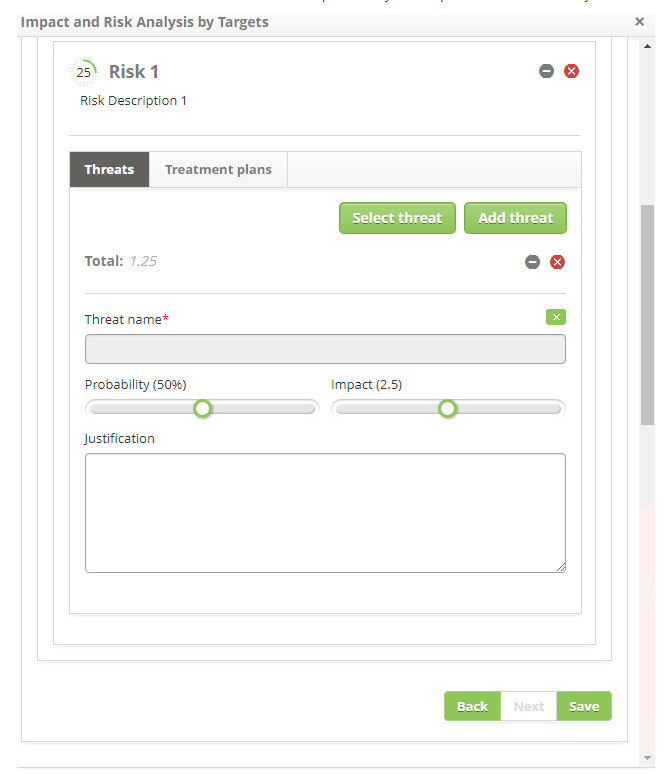 Impact and Risk Analysis by Targets
25 Risk 1
Risk Description 1
Threats Treatment plans
Select threat Add threat
Total: 1.25
Threat name*
Probability (50%) Impact (2.5)
Justification
Back Next Save